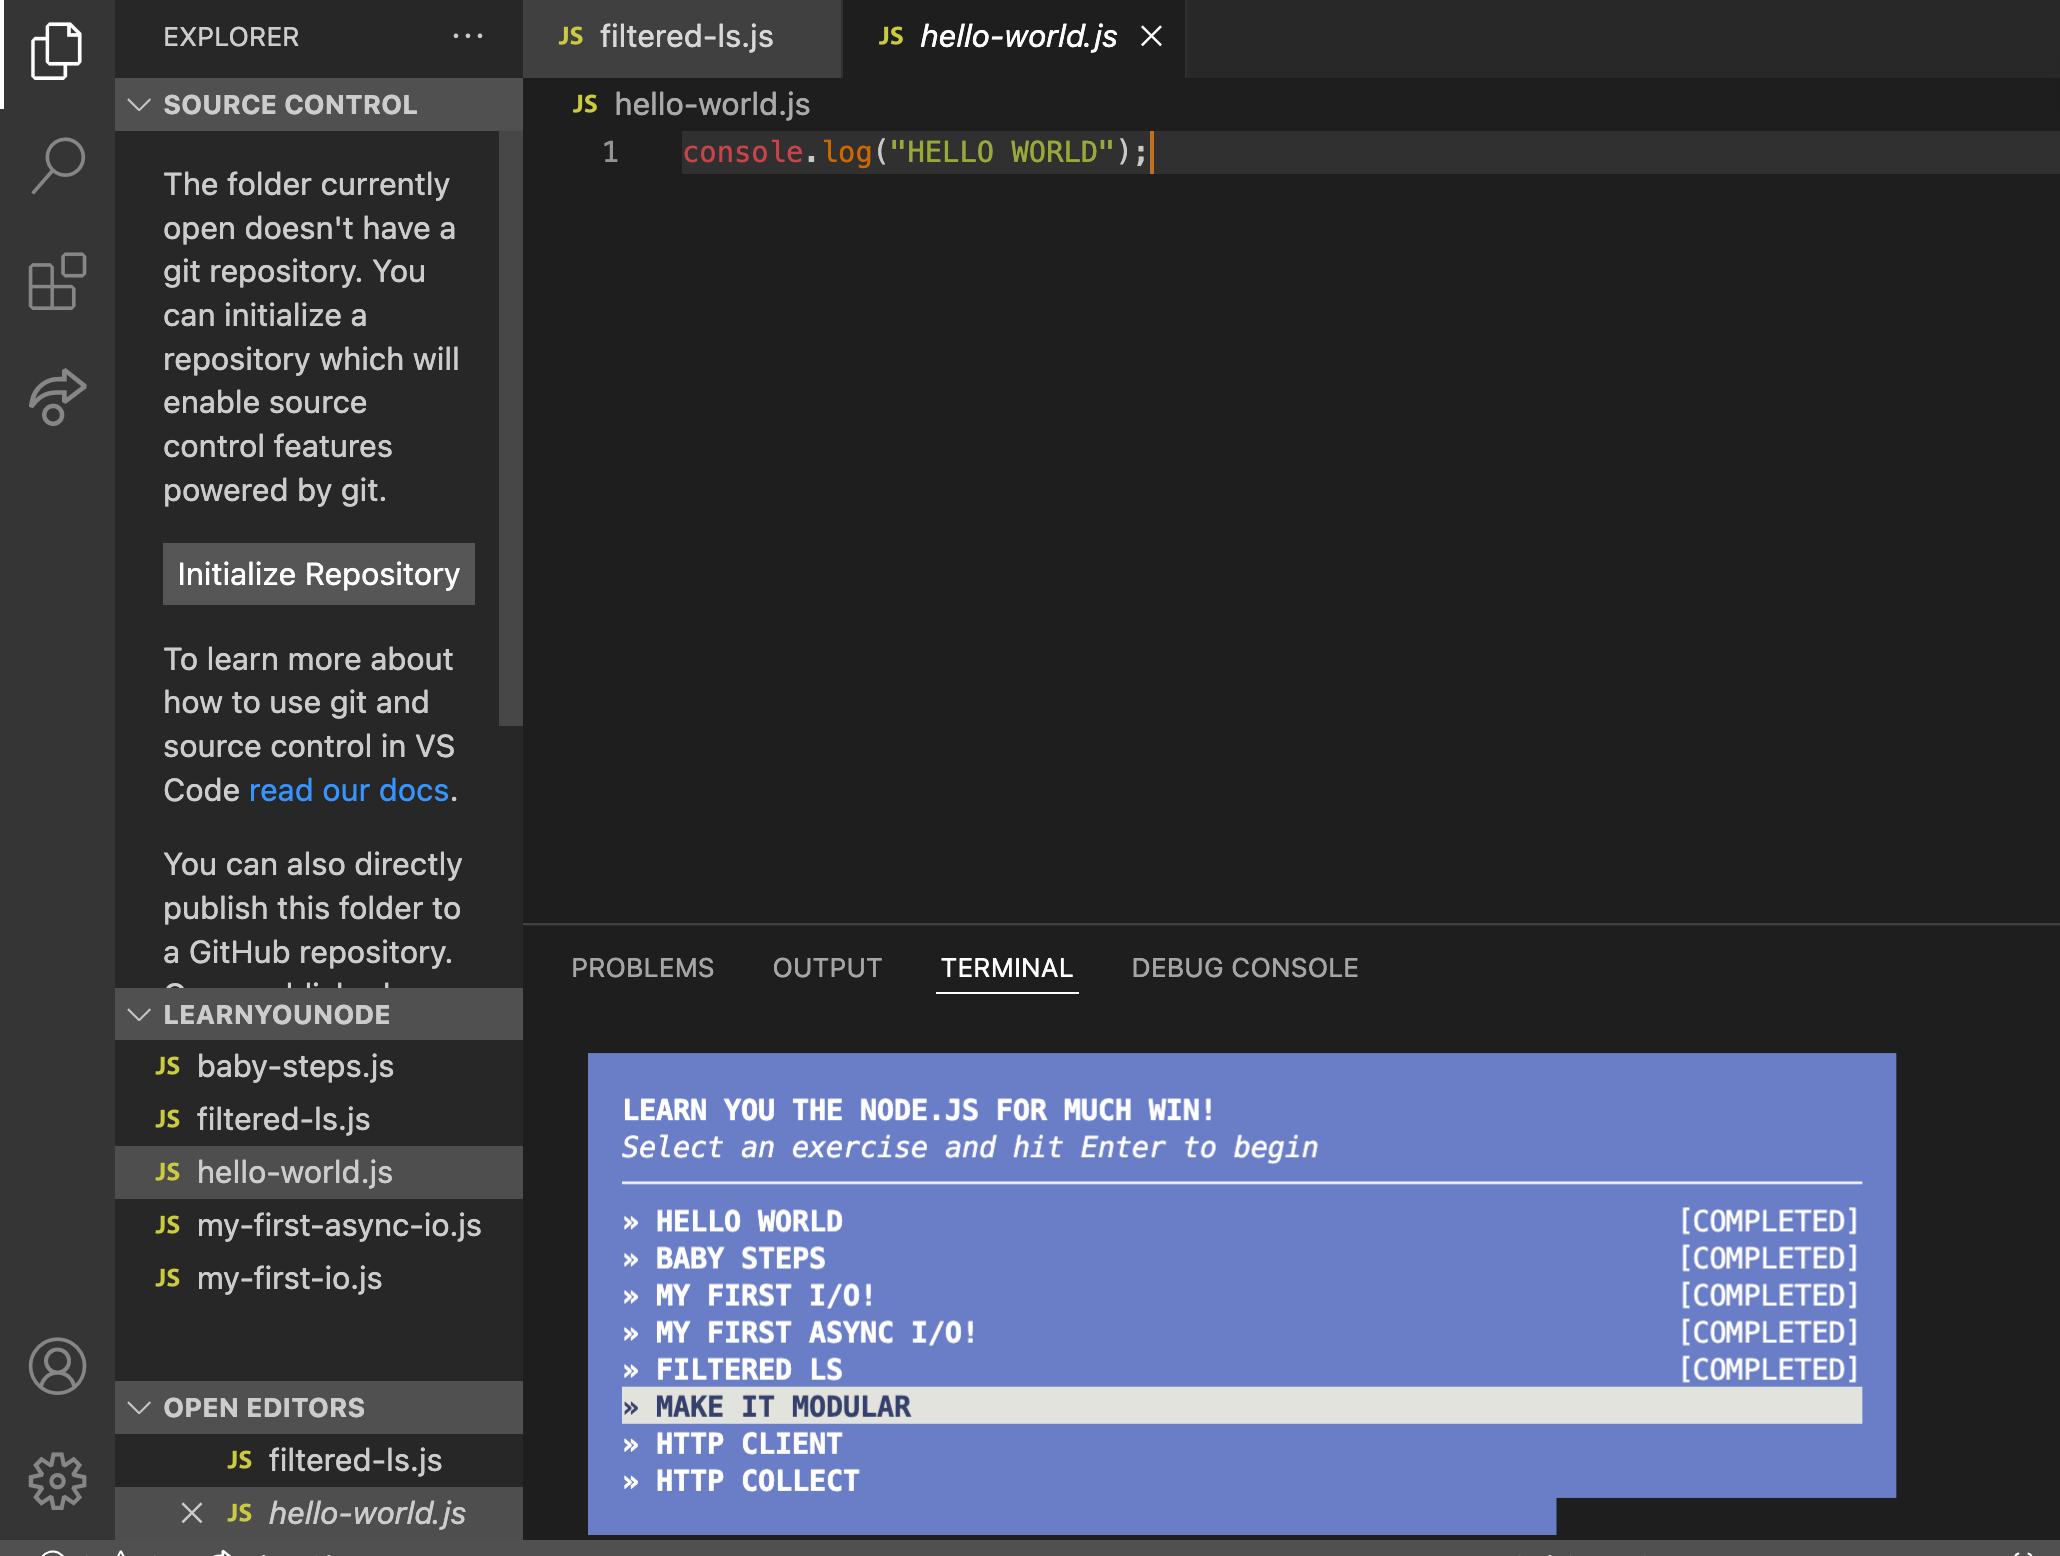 EXPLORER
SOURCE CONTROL
The folder currently
open doesn't have a
git repository. You
can initialize a
repository which will
enable source
control features
powered by git.
Initialize Repository
To learn more about
how to use git and
source control in VS
Code read our docs.
You can also directly
publish this folder to
a GitHub repository.
LEARNYOUNODE
JS baby-steps.js
JS filtered-ls.js
JS hello-world.js
JS my-first-async-io.js
JS my-first-io.js
OPEN EDITORS
JS filtered-ls.js
JS hello-world.js
JS filtered-ls.js
JS hello-world.js
JS hello-world.js
1 console.log("HELLO WORLD");
PROBLEMS OUTPUT TERMINAL DEBUG CONSOLE
LEARN YOU THE NODE.JS FOR MUCH WIN!
Select an exercise and hit Enter to begin
» HELLO WORLD [COMPLETED]
» BABY STEPS [COMPLETED]
» MY FIRST I/O! [COMPLETED]
» MY FIRST ASYNC I/O! [COMPLETED]
» FILTERED LS [COMPLETED]
» MAKE IT MODULAR
» HTTP CLIENT
» HTTP COLLECT